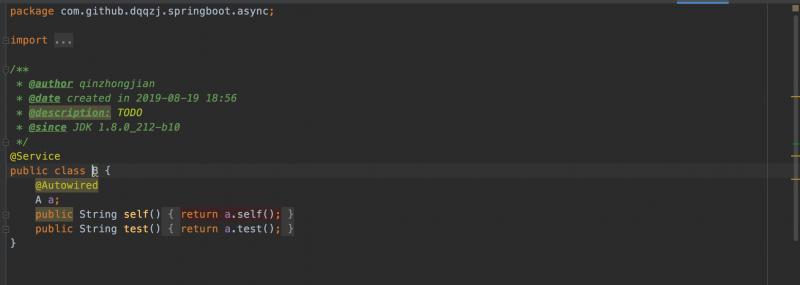 package com.github.dqqzj.springboot.async;
import ...
/**
* @author qinzhongjian
* @date created in 2019-08-19 18:56
* @description: TODO
* @since JDK 1.8.0_212-b10
*/
@Service
public class B {
@Autowired
A a;
public String self() { return a.self(); }
public String test() { return a.test(); }
}